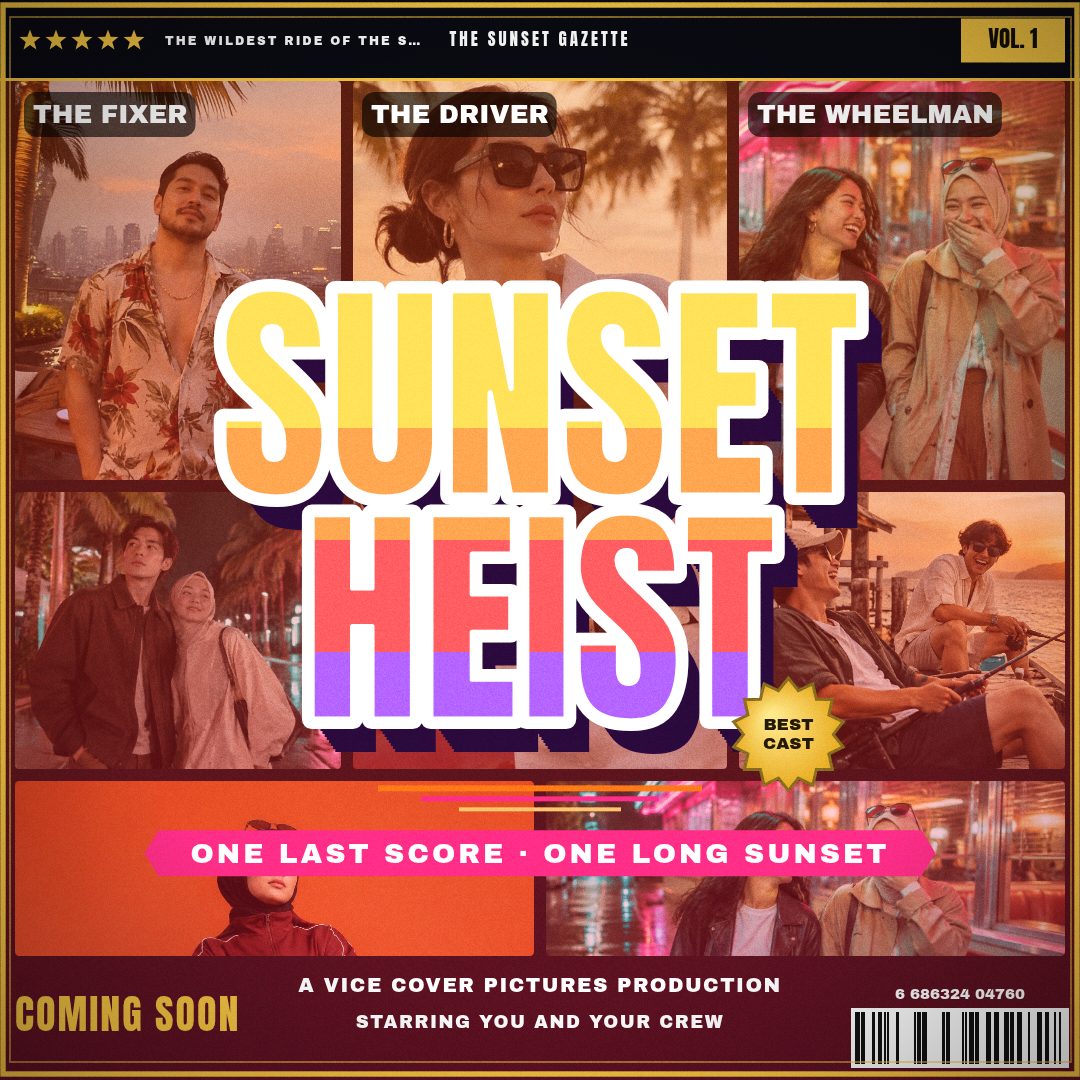 THE WILDEST RIDE OF THE S…
THE SUNSET GAZETTE
VOL. 1
THE FIXER
THE DRIVER
THE WHEELMAN
SUNSET
HEIST
BEST
CAST
ONE LAST SCORE · ONE LONG SUNSET
COMING SOON
A VICE COVER PICTURES PRODUCTION
STARRING YOU AND YOUR CREW
6 686324 04760